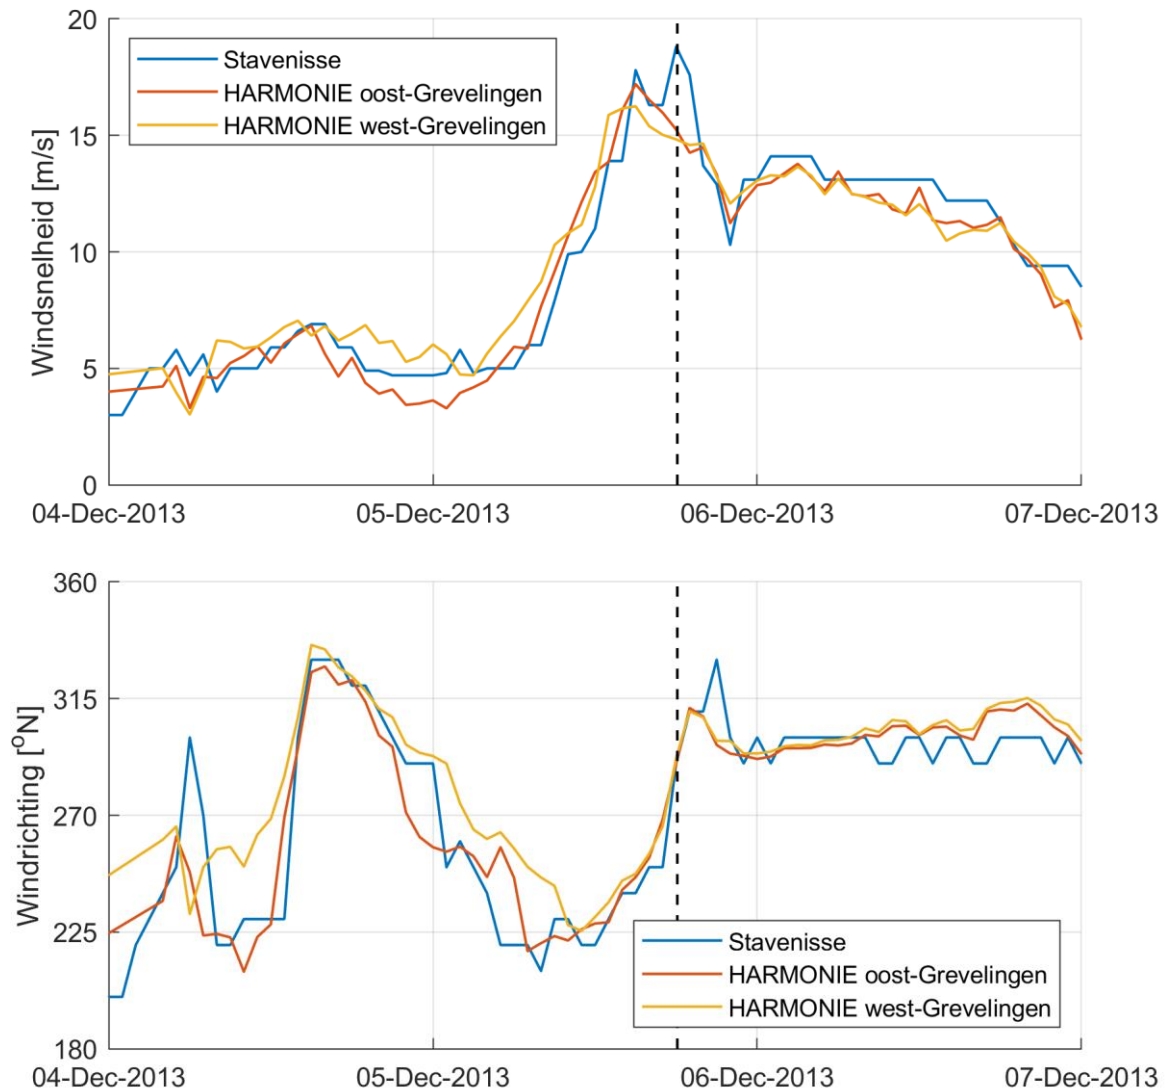 20
15
10
5
0
Windsnelheid [m/s]
Stavenisse
HARMONIE oost-Grevelingen
HARMONIE west-Grevelingen
04-Dec-2013 05-Dec-2013 06-Dec-2013 07-Dec-2013
360
315
270
225
180
Windrichting [°N]
Stavenisse
HARMONIE oost-Grevelingen
HARMONIE west-Grevelingen
04-Dec-2013 05-Dec-2013 06-Dec-2013 07-Dec-2013